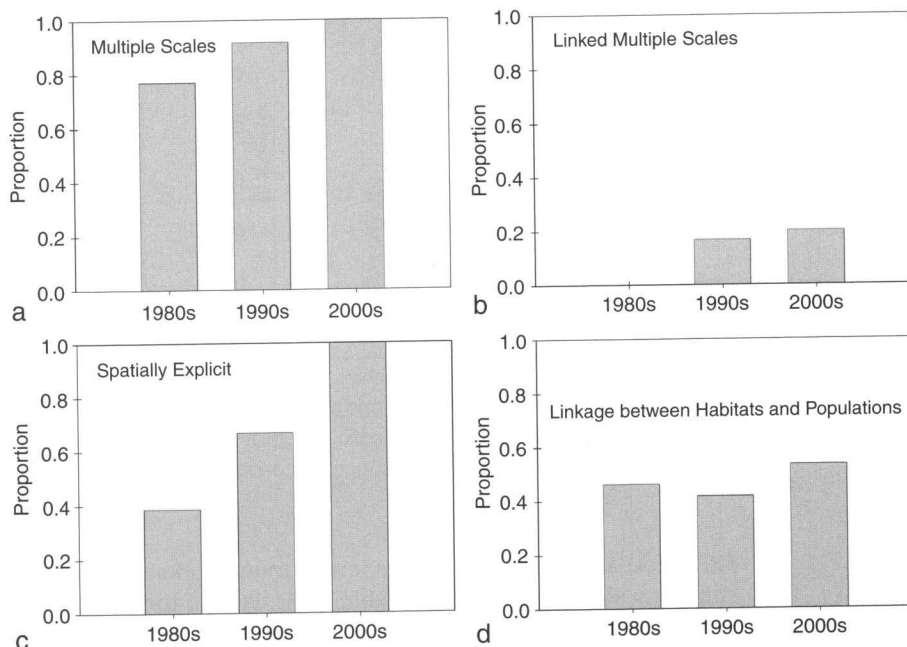 Multiple Scales
Proportion
1.0
0.8
0.6
0.4
0.2
0.0
1980s 1990s 2000s
a
Linked Multiple Scales
Proportion
1.0
0.8
0.6
0.4
0.2
0.0
1980s 1990s 2000s
b
Spatially Explicit
Proportion
1.0
0.8
0.6
0.4
0.2
0.0
1980s 1990s 2000s
c
Linkage between Habitats and Populations
Proportion
1.0
0.8
0.6
0.4
0.2
0.0
1980s 1990s 2000s
d